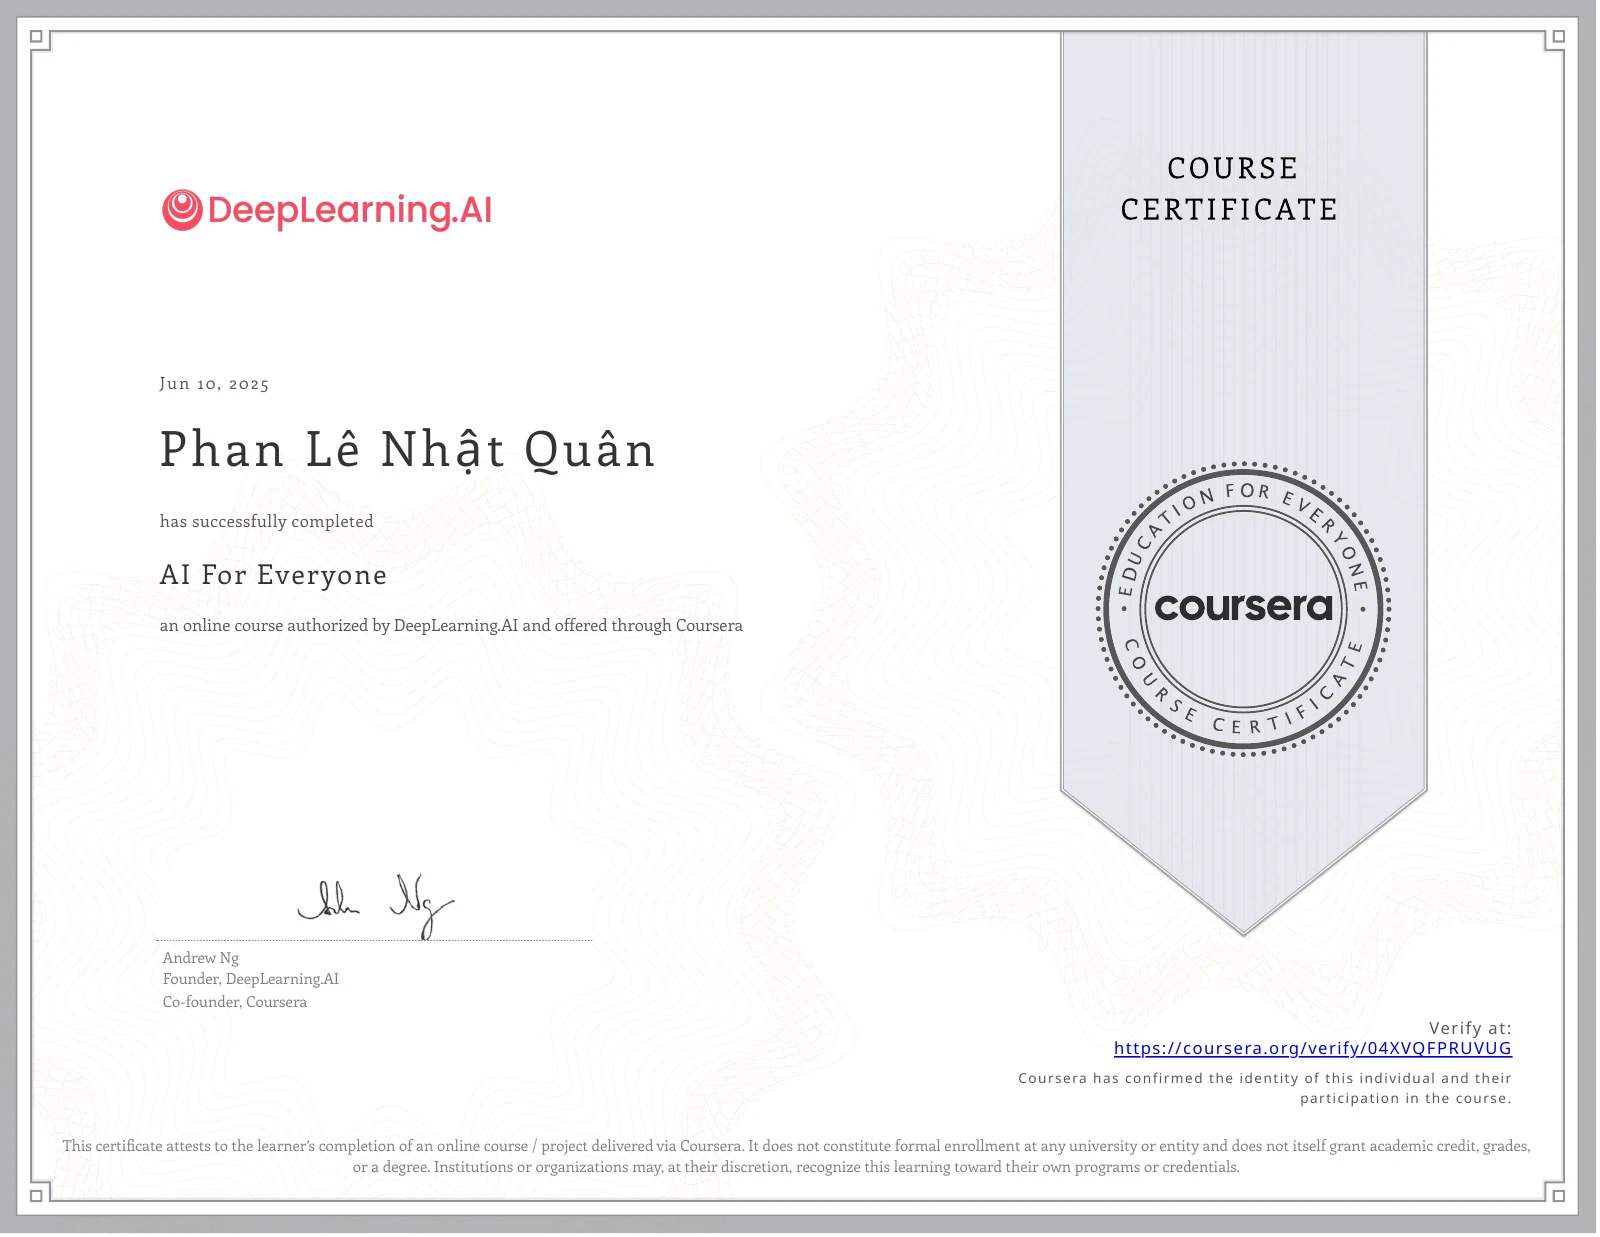 DeepLearning.AI
COURSE
CERTIFICATE
Jun 10, 2025
Phan Lê Nhật Quân
has successfully completed
AI For Everyone
an online course authorized by DeepLearning.AI and offered through Coursera
EDUCATION FOR EVERYONE
coursera
COURSE CERTIFICATE
Andrew Ng
Founder, DeepLearning.AI
Co-founder, Coursera
Verify at:
https://coursera.org/verify/04XVQFPRUVUG
Coursera has confirmed the identity of this individual and their
participation in the course.
This certificate attests to the learner's completion of an online course / project delivered via Coursera. It does not constitute formal enrollment at any university or entity and does not itself grant academic credit, grades,
or a degree. Institutions or organizations may, at their discretion, recognize this learning toward their own programs or credentials.